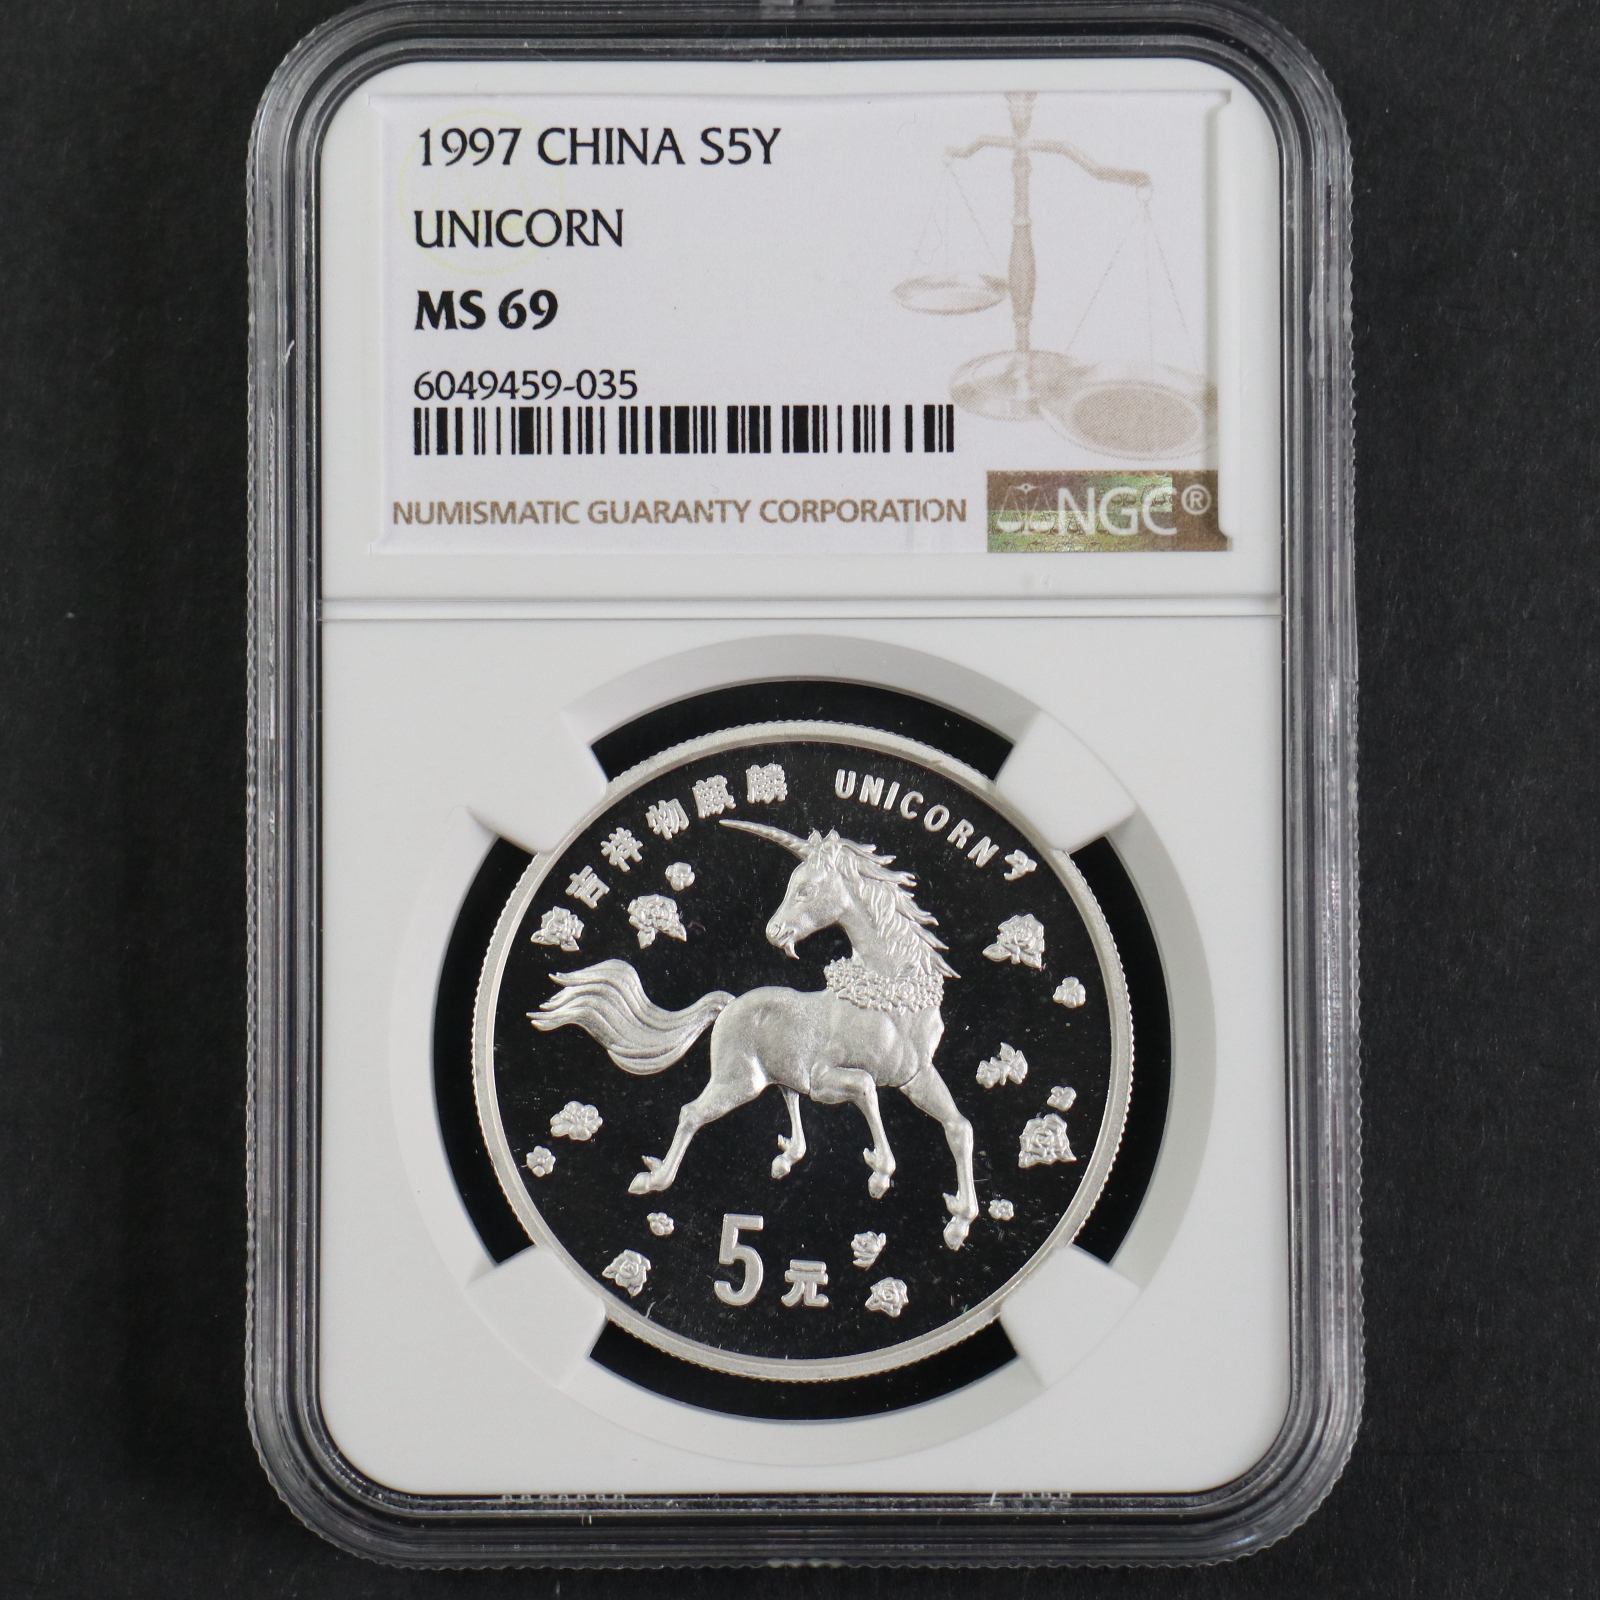 1997 CHINA S5Y
UNICORN
MS 69
6049459-035
NUMISMATIC GUARANTY CORPORATION
NGC®
吉祥物麒麟 UNICORN
5元